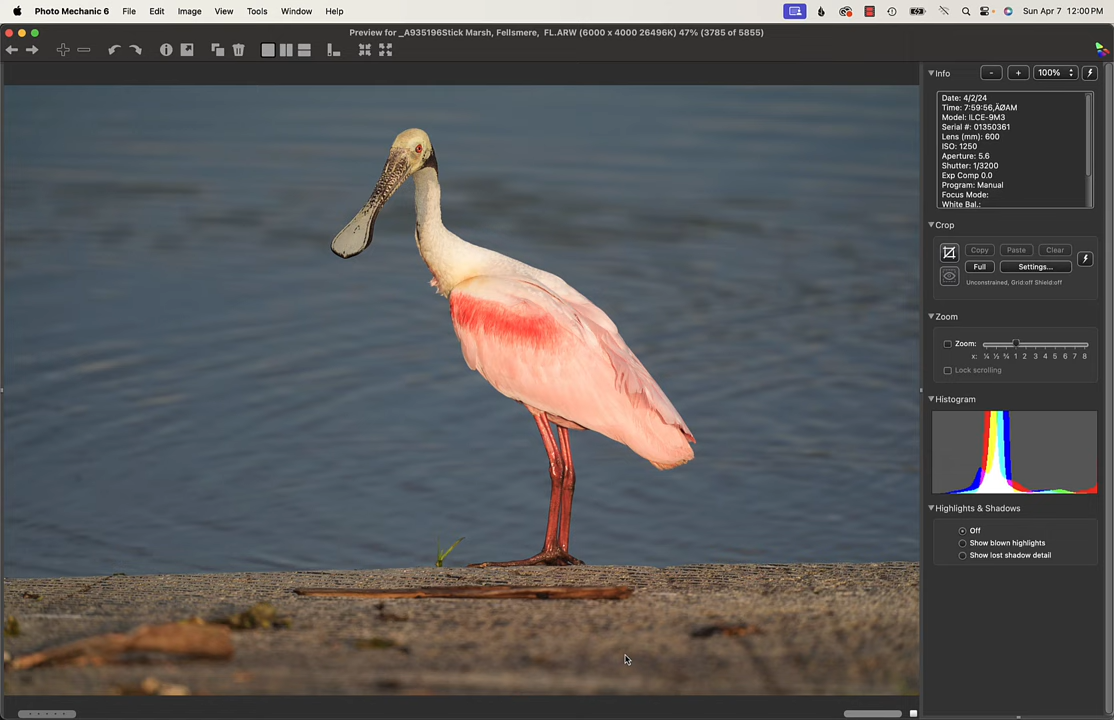 Photo Mechanic 6 File Edit Image View Tools Window Help Sun Apr 7 12:00 PM
Preview for _A935196Stick Marsh, Fellsmere, FL.ARW (6000 x 4000 26496K) 47% (3785 of 5855)
Info - + 100%
Date: 4/2/24
Time: 7:59:56‚ÄØAM
Model: ILCE-9M3
Serial #: 01350361
Lens (mm): 600
ISO: 1250
Aperture: 5.6
Shutter: 1/3200
Exp Comp 0.0
Program: Manual
Focus Mode:
White Bal.:
Crop
Copy Paste Clear
Full Settings...
Unconstrained, Grid:off Shield:off
Zoom
Zoom:
x: ¼ ½ ¾ 1 2 3 4 5 6 7 8
Lock scrolling
Histogram
Highlights & Shadows
Off
Show blown highlights
Show lost shadow detail